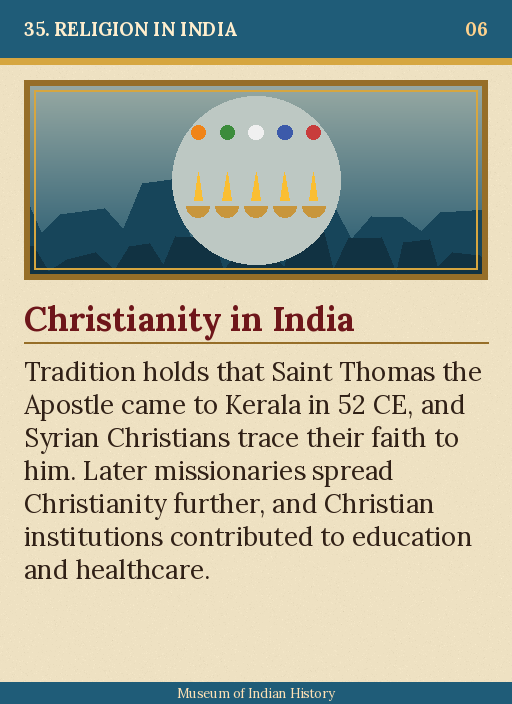 35. RELIGION IN INDIA
06
Christianity in India
Tradition holds that Saint Thomas the
Apostle came to Kerala in 52 CE, and
Syrian Christians trace their faith to
him. Later missionaries spread
Christianity further, and Christian
institutions contributed to education
and healthcare.
Museum of Indian History